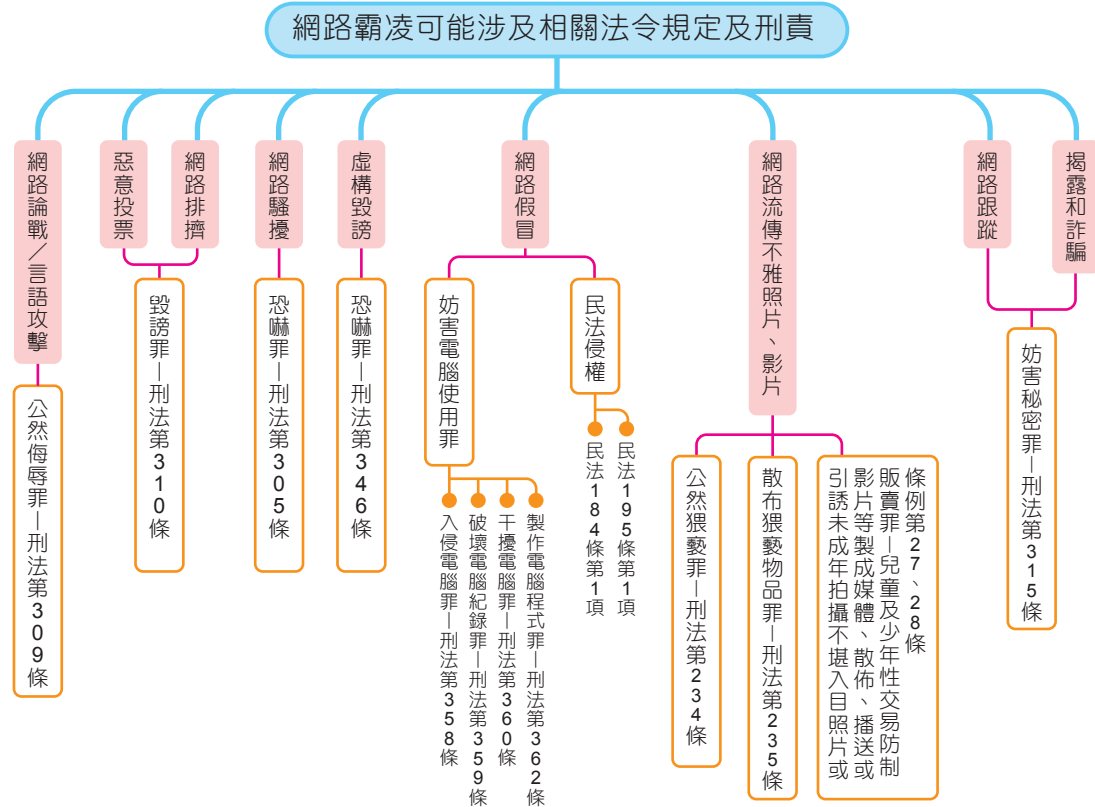 網路霸凌可能涉及相關法令規定及刑責
網路論戰／言語攻擊
公然侮辱罪—刑法第309條
惡意投票
網路排擠
毀謗罪—刑法第310條
網路騷擾
恐嚇罪—刑法第305條
虛構毀謗
恐嚇罪—刑法第346條
網路假冒
妨害電腦使用罪
入侵電腦罪—刑法第358條
破壞電腦紀錄罪—刑法第359條
干擾電腦罪—刑法第360條
製作電腦程式罪—刑法第362條
民法侵權
民法184條第1項
民法195條第1項
網路流傳不雅照片、影片
公然猥褻罪—刑法第234條
散布猥褻物品罪—刑法第235條
引誘未成年拍攝不堪入目照片或
影片等製成媒體、散佈、播送或
販賣罪—兒童及少年性交易防制
條例第27、28條
網路跟蹤
揭露和詐騙
妨害秘密罪—刑法第315條